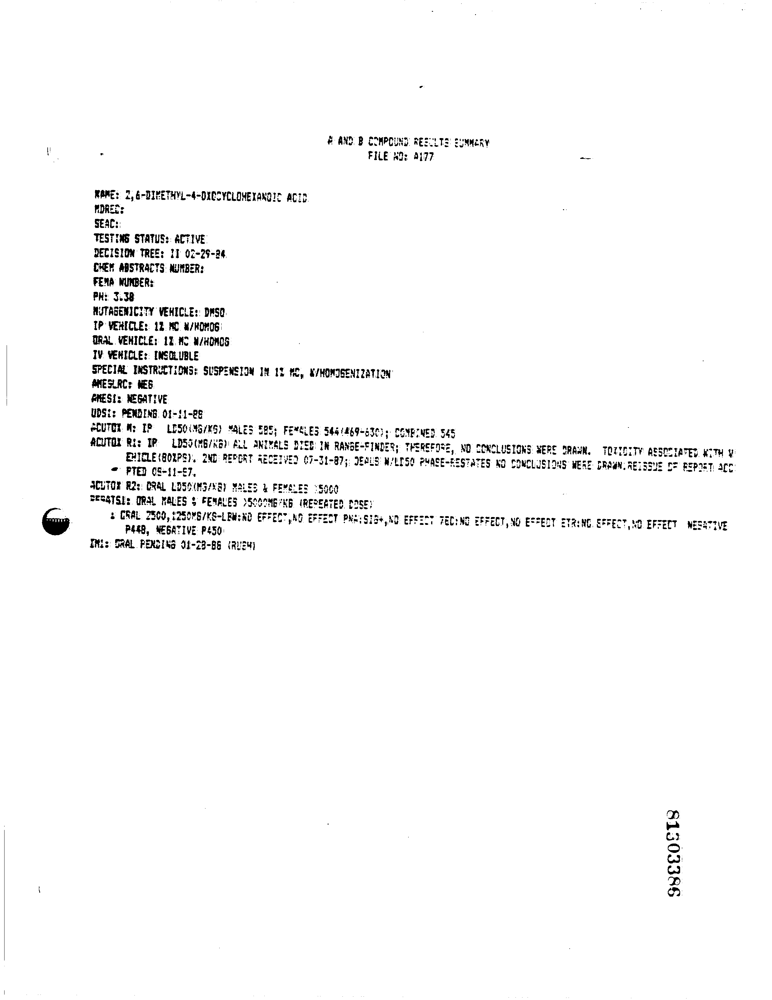 A AND B COMPOUND RESULTS SUMMARY
FILE NO: A177
NAME: 2,6-DIMETHYL-4-OXOCYCLOHEXANOIC ACID
MDREC:
SEAC:
TESTING STATUS: ACTIVE
DECISION TREE: II 02-29-84
CHEM ABSTRACTS NUMBER:
FEMA NUMBER:
PH: 3.38
MUTAGENICITY VEHICLE: DMSO
IP VEHICLE: 1% MC W/HOMOG
ORAL VEHICLE: 1% MC W/HOMOG
IV VEHICLE: INSOLUBLE
SPECIAL INSTRUCTIONS: SUSPENSION IN 1% MC, W/HOMOGENIZATION
AMESLRC: NEG
AMES1: NEGATIVE
UDS1: PENDING 01-11-88
ACUTOX M: IP LD50(MG/KG) MALES 585; FEMALES 544(469-630); COMBINED 545
ACUTOX R1: IP LD50(MG/KG) ALL ANIMALS DIED IN RANGE-FINDER; THEREFORE, NO CONCLUSIONS WERE DRAWN. TOXICITY ASSOCIATED WITH V
EHICLE(80%PS). 2ND REPORT RECEIVED 07-31-87; DEALS W/LD50 PHASE-RESTATES NO CONCLUSIONS WERE DRAWN.REISSUE OF REPORT ACC
PTED 05-11-87.
ACUTOX R2: ORAL LD50(MG/KG) MALES & FEMALES >5000
: ORAL MALES & FEMALES >5000MG/KG (REPEATED DOSE)
: ORAL 2500,1250MG/KG-LBW:NO EFFECT,NO EFFECT PNA:SIG+,NO EFFECT 7EC:NO EFFECT,NO EFFECT ETR:NO EFFECT,NO EFFECT NEGATIVE
P448, NEGATIVE P450
IM1: ORAL PENDING 01-28-86
81303386